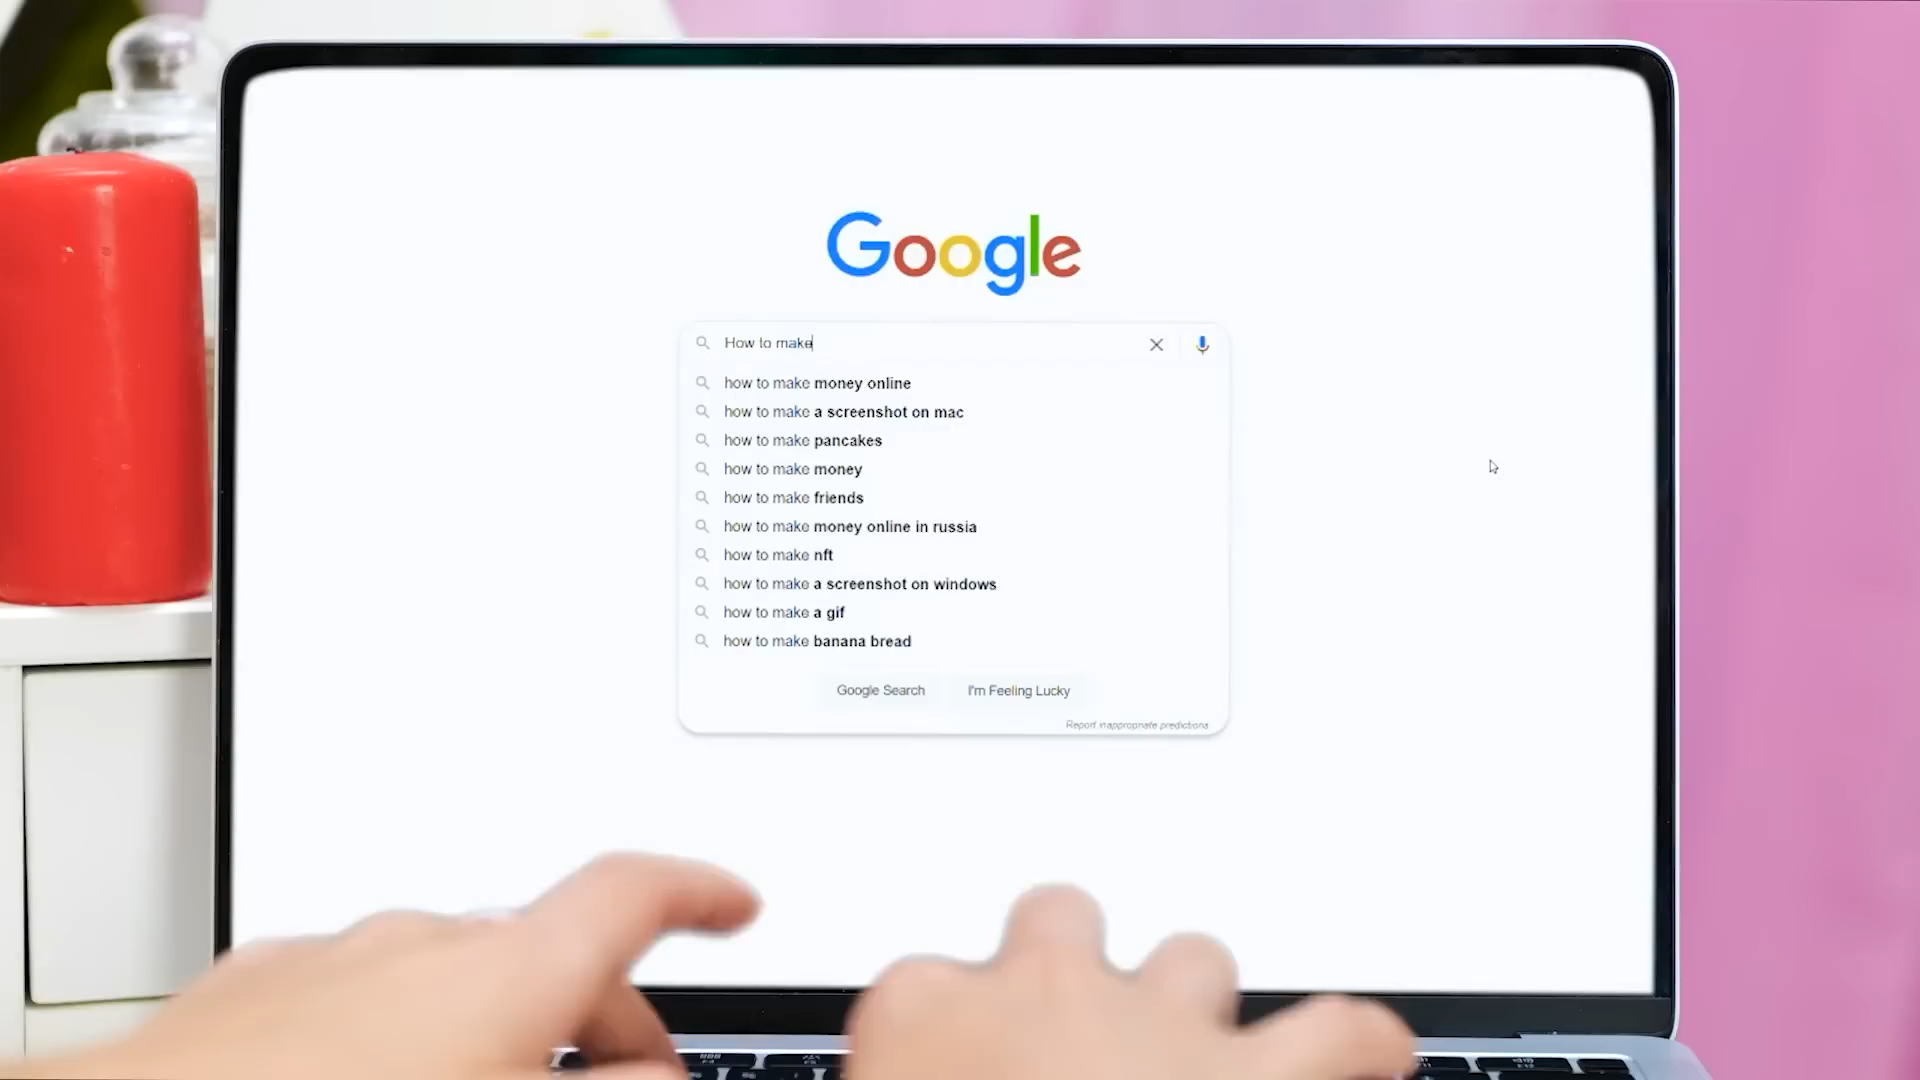 Google
How to make
how to make money online
how to make a screenshot on mac
how to make pancakes
how to make money
how to make friends
how to make money online in russia
how to make nft
how to make a screenshot on windows
how to make a gif
how to make banana bread
Google Search I'm Feeling Lucky
Report inappropriate predictions